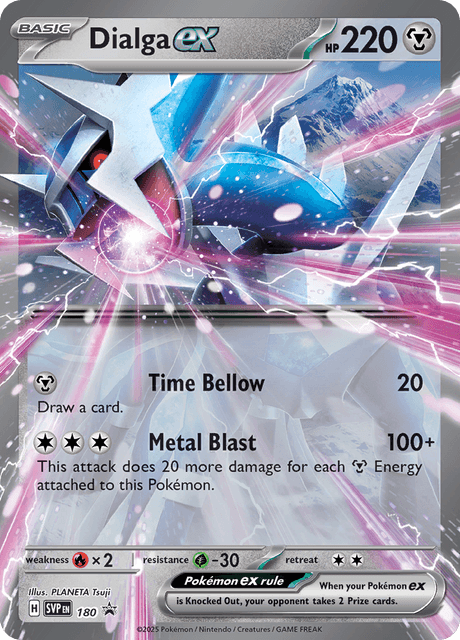 BASIC
Dialga ex HP 220
Time Bellow 20
Draw a card.
Metal Blast 100+
This attack does 20 more damage for each Energy
attached to this Pokémon.
weakness ×2 resistance -30 retreat
Illus. PLANETA Tsuji
Pokémon ex rule
When your Pokémon ex
is Knocked Out, your opponent takes 2 Prize cards.
H SVP EN 180
©2025 Pokémon / Nintendo / Creatures / GAME FREAK